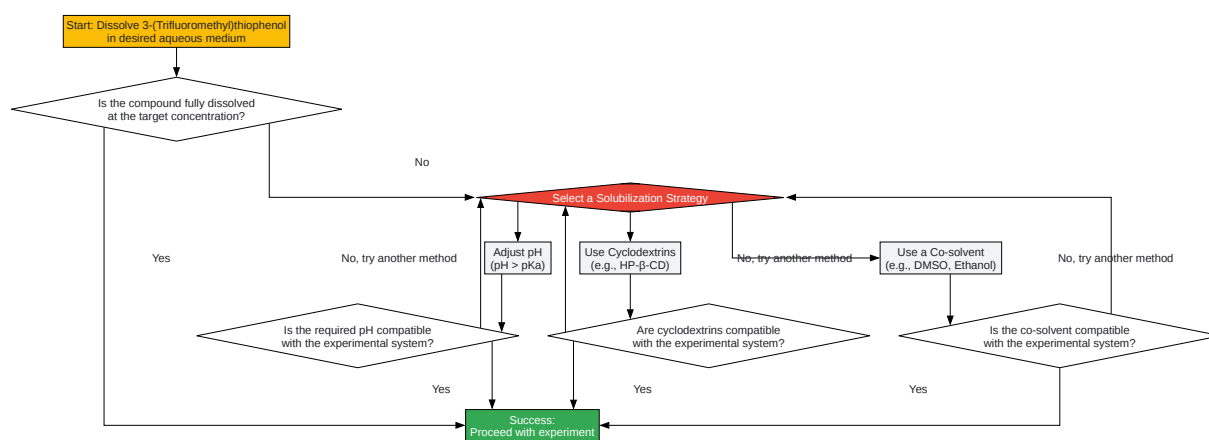 Start: Dissolve 3-(Trifluoromethyl)thiophenol
in desired aqueous medium
Is the compound fully dissolved
at the target concentration?
No
Select a Solubilization Strategy
Yes
No, try another method
Adjust pH
(pH > pKa)
Use Cyclodextrins
(e.g., HP-β-CD)
No, try another method
Use a Co-solvent
(e.g., DMSO, Ethanol)
No, try another method
Is the required pH compatible
with the experimental system?
Are cyclodextrins compatible
with the experimental system?
Is the co-solvent compatible
with the experimental system?
Yes
Yes
Yes
Success:
Proceed with experiment